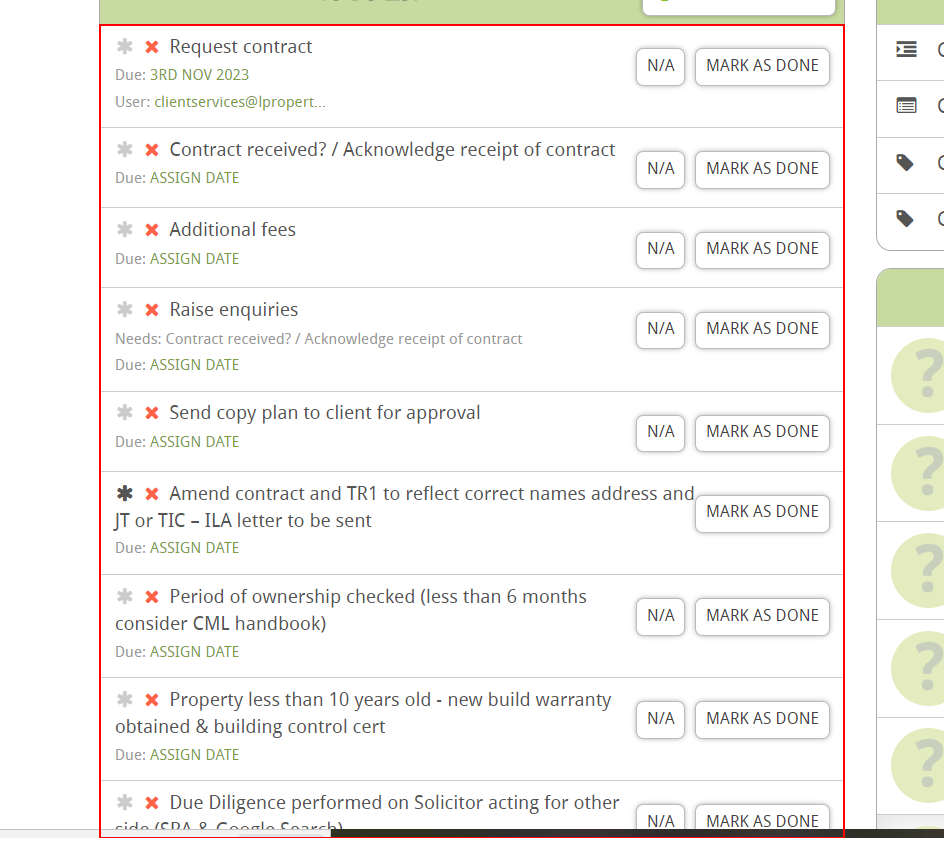 Request contract
Due: 3RD NOV 2023
User: clientservices@lpropert...
N/A
MARK AS DONE
Contract received? / Acknowledge receipt of contract
Due: ASSIGN DATE
N/A
MARK AS DONE
Additional fees
Due: ASSIGN DATE
N/A
MARK AS DONE
Raise enquiries
Needs: Contract received? / Acknowledge receipt of contract
Due: ASSIGN DATE
N/A
MARK AS DONE
Send copy plan to client for approval
Due: ASSIGN DATE
N/A
MARK AS DONE
Amend contract and TR1 to reflect correct names address and
JT or TIC – ILA letter to be sent
Due: ASSIGN DATE
MARK AS DONE
Period of ownership checked (less than 6 months
consider CML handbook)
Due: ASSIGN DATE
N/A
MARK AS DONE
Property less than 10 years old - new build warranty
obtained & building control cert
Due: ASSIGN DATE
N/A
MARK AS DONE
Due Diligence performed on Solicitor acting for other
side (SRA & Google Search)
N/A
MARK AS DONE
?
?
?
?
?